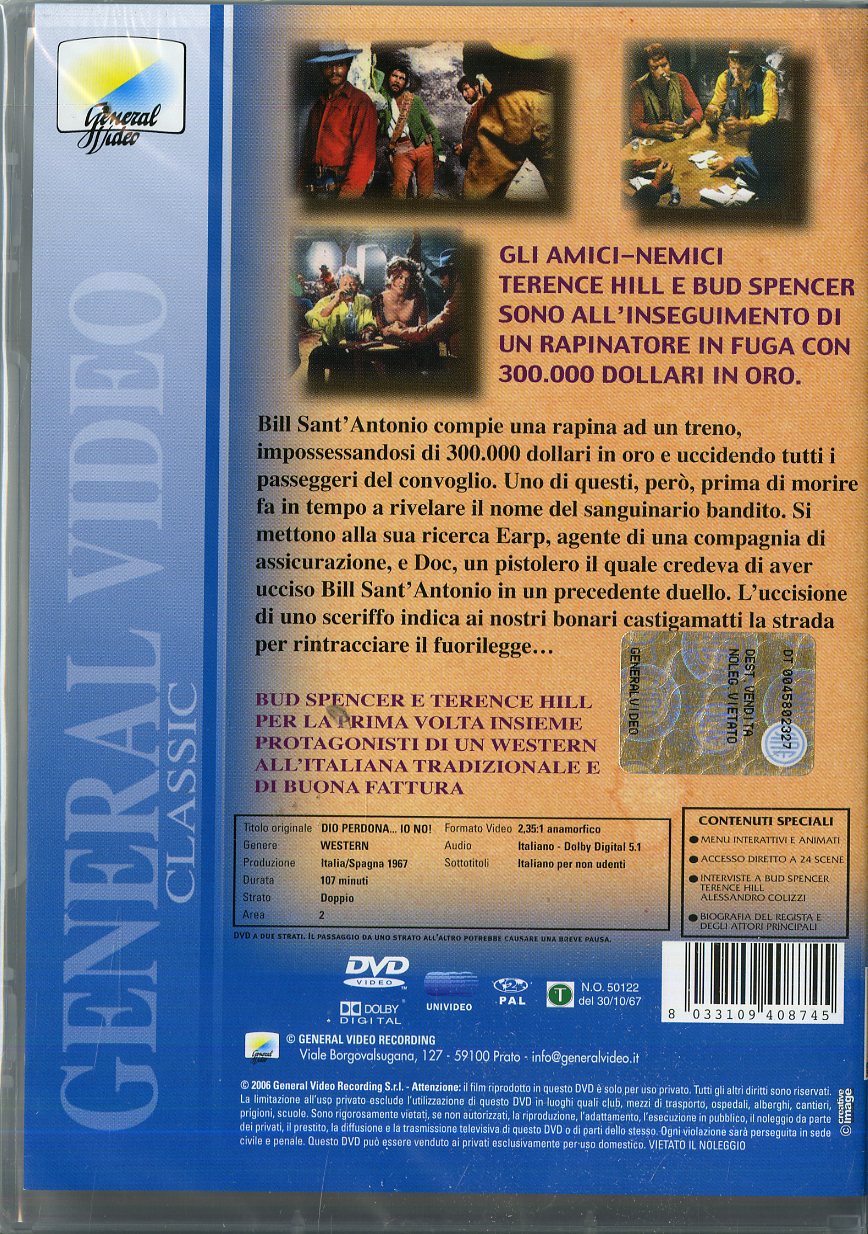 General
Video
GENERAL VIDEO
CLASSIC
GLI AMICI-NEMICI
TERENCE HILL E BUD SPENCER
SONO ALL'INSEGUIMENTO DI
UN RAPINATORE IN FUGA CON
300.000 DOLLARI IN ORO.
Bill Sant'Antonio compie una rapina ad un treno,
impossessandosi di 300.000 dollari in oro e uccidendo tutti i
passeggeri del convoglio. Uno di questi, però, prima di morire
fa in tempo a rivelare il nome del sanguinario bandito. Si
mettono alla sua ricerca Earp, agente di una compagnia di
assicurazione, e Doc, un pistolero il quale credeva di aver
ucciso Bill Sant'Antonio in un precedente duello. L'uccisione
di uno sceriffo indica ai nostri bonari castigamatti la strada
per rintracciare il fuorilegge...
DT 0045802327
DEST.VENDITA
NOLEG.VIETATO
GENERALVIDEO
BUD SPENCER E TERENCE HILL
PER LA PRIMA VOLTA INSIEME
PROTAGONISTI DI UN WESTERN
ALL'ITALIANA TRADIZIONALE E
DI BUONA FATTURA
Titolo originale DIO PERDONA... IO NO! Formato Video 2,35:1 anamorfico
Genere WESTERN Audio Italiano - Dolby Digital 5.1
Produzione Italia/Spagna 1967 Sottotitoli Italiano per non udenti
Durata 107 minuti
Strato Doppio
Area 2
DVD A DUE STRATI. IL PASSAGGIO DA UNO STRATO ALL'ALTRO POTREBBE CAUSARE UNA BREVE PAUSA.
CONTENUTI SPECIALI
● MENU INTERATTIVI E ANIMATI
● ACCESSO DIRETTO A 24 SCENE
● INTERVISTE A BUD SPENCER
TERENCE HILL
ALESSANDRO COLIZZI
● BIOGRAFIA DEL REGISTA E
DEGLI ATTORI PRINCIPALI
DVD
VIDEO
DOLBY
DIGITAL
UNIVIDEO
2
PAL
T
N.O. 50122
del 30/10/67
8 033109 408745
General
Video
© GENERAL VIDEO RECORDING
Viale Borgovalsugana, 127 - 59100 Prato - info@generalvideo.it
© 2006 General Video Recording S.r.l. - Attenzione: il film riprodotto in questo DVD è solo per uso privato. Tutti gli altri diritti sono riservati.
La limitazione all'uso privato esclude l'utilizzazione di questo DVD in luoghi quali club, mezzi di trasporto, ospedali, alberghi, cantieri,
prigioni, scuole. Sono rigorosamente vietati, se non autorizzati, la riproduzione, l'adattamento, l'esecuzione in pubblico, il noleggio da parte
dei privati, il prestito, la diffusione e la trasmissione televisiva di questo DVD o di parti dello stesso. Ogni violazione sarà perseguita in sede
civile e penale. Questo DVD può essere venduto ai privati esclusivamente per uso domestico. VIETATO IL NOLEGGIO
creative
© image